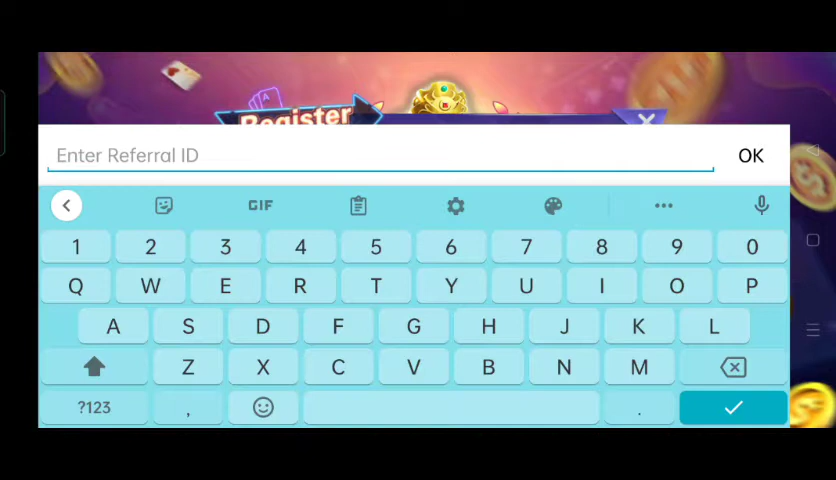 A
Register
Enter Referral ID
OK
GIF
1 2 3 4 5 6 7 8 9 0
Q W E R T Y U I O P
A S D F G H J K L
Z X C V B N M
?123 , .